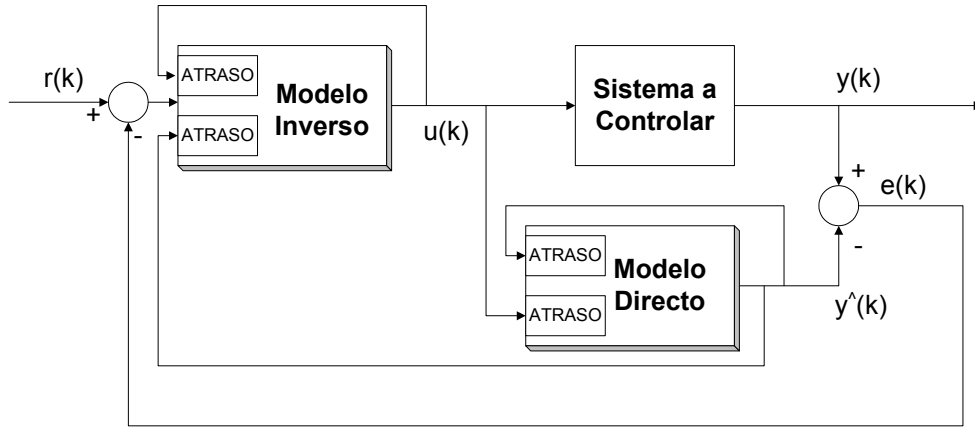 r(k)
+
-
ATRASO
ATRASO
Modelo
Inverso
u(k)
Sistema a
Controlar
y(k)
+
e(k)
-
ATRASO
ATRASO
Modelo
Directo
y^(k)